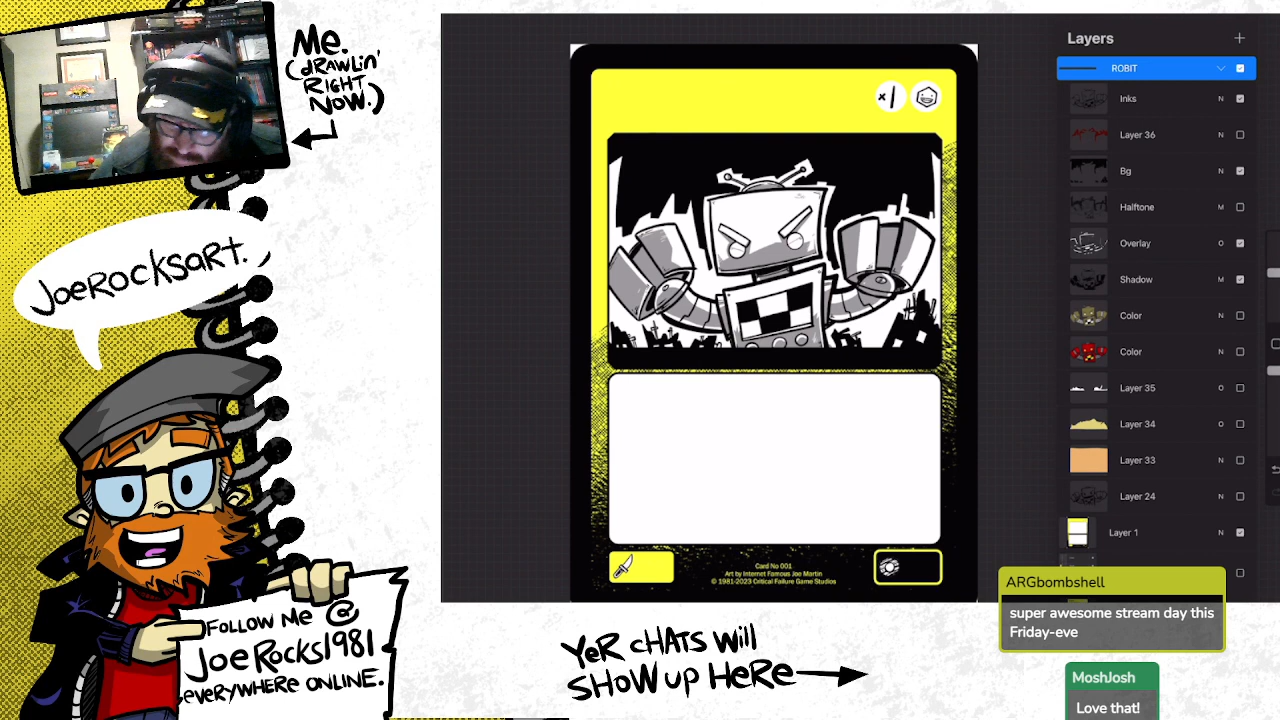 Me.
(drawlin'
right
now.)
JoeRocksArt.
Follow Me @
JoeRocks1981
everywhere online.
x1
Card No 001
Art by Internet Famous Joe Martin
© 1981-2023 Critical Failure Game Studios
Yer chats will
show up here
Layers
+
ROBIT
Inks N
Layer 36 N
Bg N
Halftone M
Overlay O
Shadow M
Color N
Color N
Layer 35 O
Layer 34 O
Layer 33 N
Layer 24 N
Layer 1 N
ARGbombshell
super awesome stream day this
Friday-eve
MoshJosh
Love that!